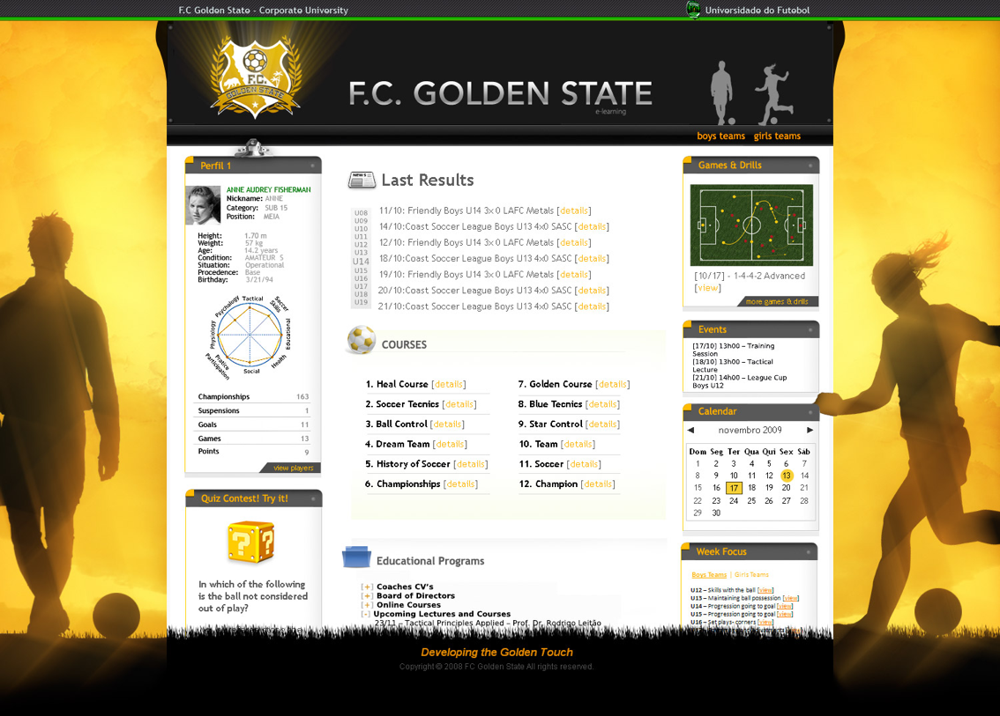 F.C Golden State - Corporate University
Universidade do Futebol
F.C.
GOLDEN STATE
F.C. GOLDEN STATE
e-learning
boys teams girls teams
Perfil 1
ANNE AUDREY FISHERMAN
Nickname: ANNE
Category: SUB 15
Position: MEIA
Height: 1.70 m
Weight: 57 kg
Age: 14.2 years
Condition: AMATEUR S
Situation: Operational
Procedence: Base
Birthday: 3/21/94
Tactical
Soccer Skills
Educational
Health
Social
Pratice Participation
Physiology
Psychology
Championships 163
Suspensions 1
Goals 11
Games 13
Points 9
view players
Quiz Contest! Try it!
In which of the following
is the ball not considered
out of play?
NEWS
Last Results
U08
U09
U10
U11
U12
U13
U14
U15
U16
U17
U18
U19
11/10: Friendly Boys U14 3x0 LAFC Metals [details]
14/10:Coast Soccer League Boys U13 4x0 SASC [details]
12/10: Friendly Boys U14 3x0 LAFC Metals [details]
18/10:Coast Soccer League Boys U13 4x0 SASC [details]
19/10: Friendly Boys U14 3x0 LAFC Metals [details]
20/10:Coast Soccer League Boys U13 4x0 SASC [details]
21/10:Coast Soccer League Boys U13 4x0 SASC [details]
COURSES
1. Heal Course [details]
2. Soccer Tecnics [details]
3. Ball Control [details]
4. Dream Team [details]
5. History of Soccer [details]
6. Championships [details]
7. Golden Course [details]
8. Blue Tecnics [details]
9. Star Control [details]
10. Team [details]
11. Soccer [details]
12. Champion [details]
Educational Programs
[+] Coaches CV's
[+] Board of Directors
[+] Online Courses
[-] Upcoming Lectures and Courses
23/11 – Tactical Principles Applied – Prof. Dr. Rodrigo Leitão
Games & Drills
[10/17] - 1-4-4-2 Advanced
[view]
more games & drills
Events
[17/10] 13h00 – Training
Session
[18/10] 13h00 – Tactical
Lecture
[21/10] 14h00 – League Cup
Boys U12
Calendar
◄ novembro 2009 ►
Dom Seg Ter Qua Qui Sex Sáb
1 2 3 4 5 6 7
8 9 10 11 12 13 14
15 16 17 18 19 20 21
22 23 24 25 26 27 28
29 30
Week Focus
Boys Teams | Girls Teams
U12 – Skills with the ball [view]
U13 – Maintaining ball possession [view]
U14 – Progression going to goal [view]
U15 – Progression going to goal [view]
U16 – Set plays- corners [view]
Developing the Golden Touch
Copyright © 2008 FC Golden State All rights reserved.